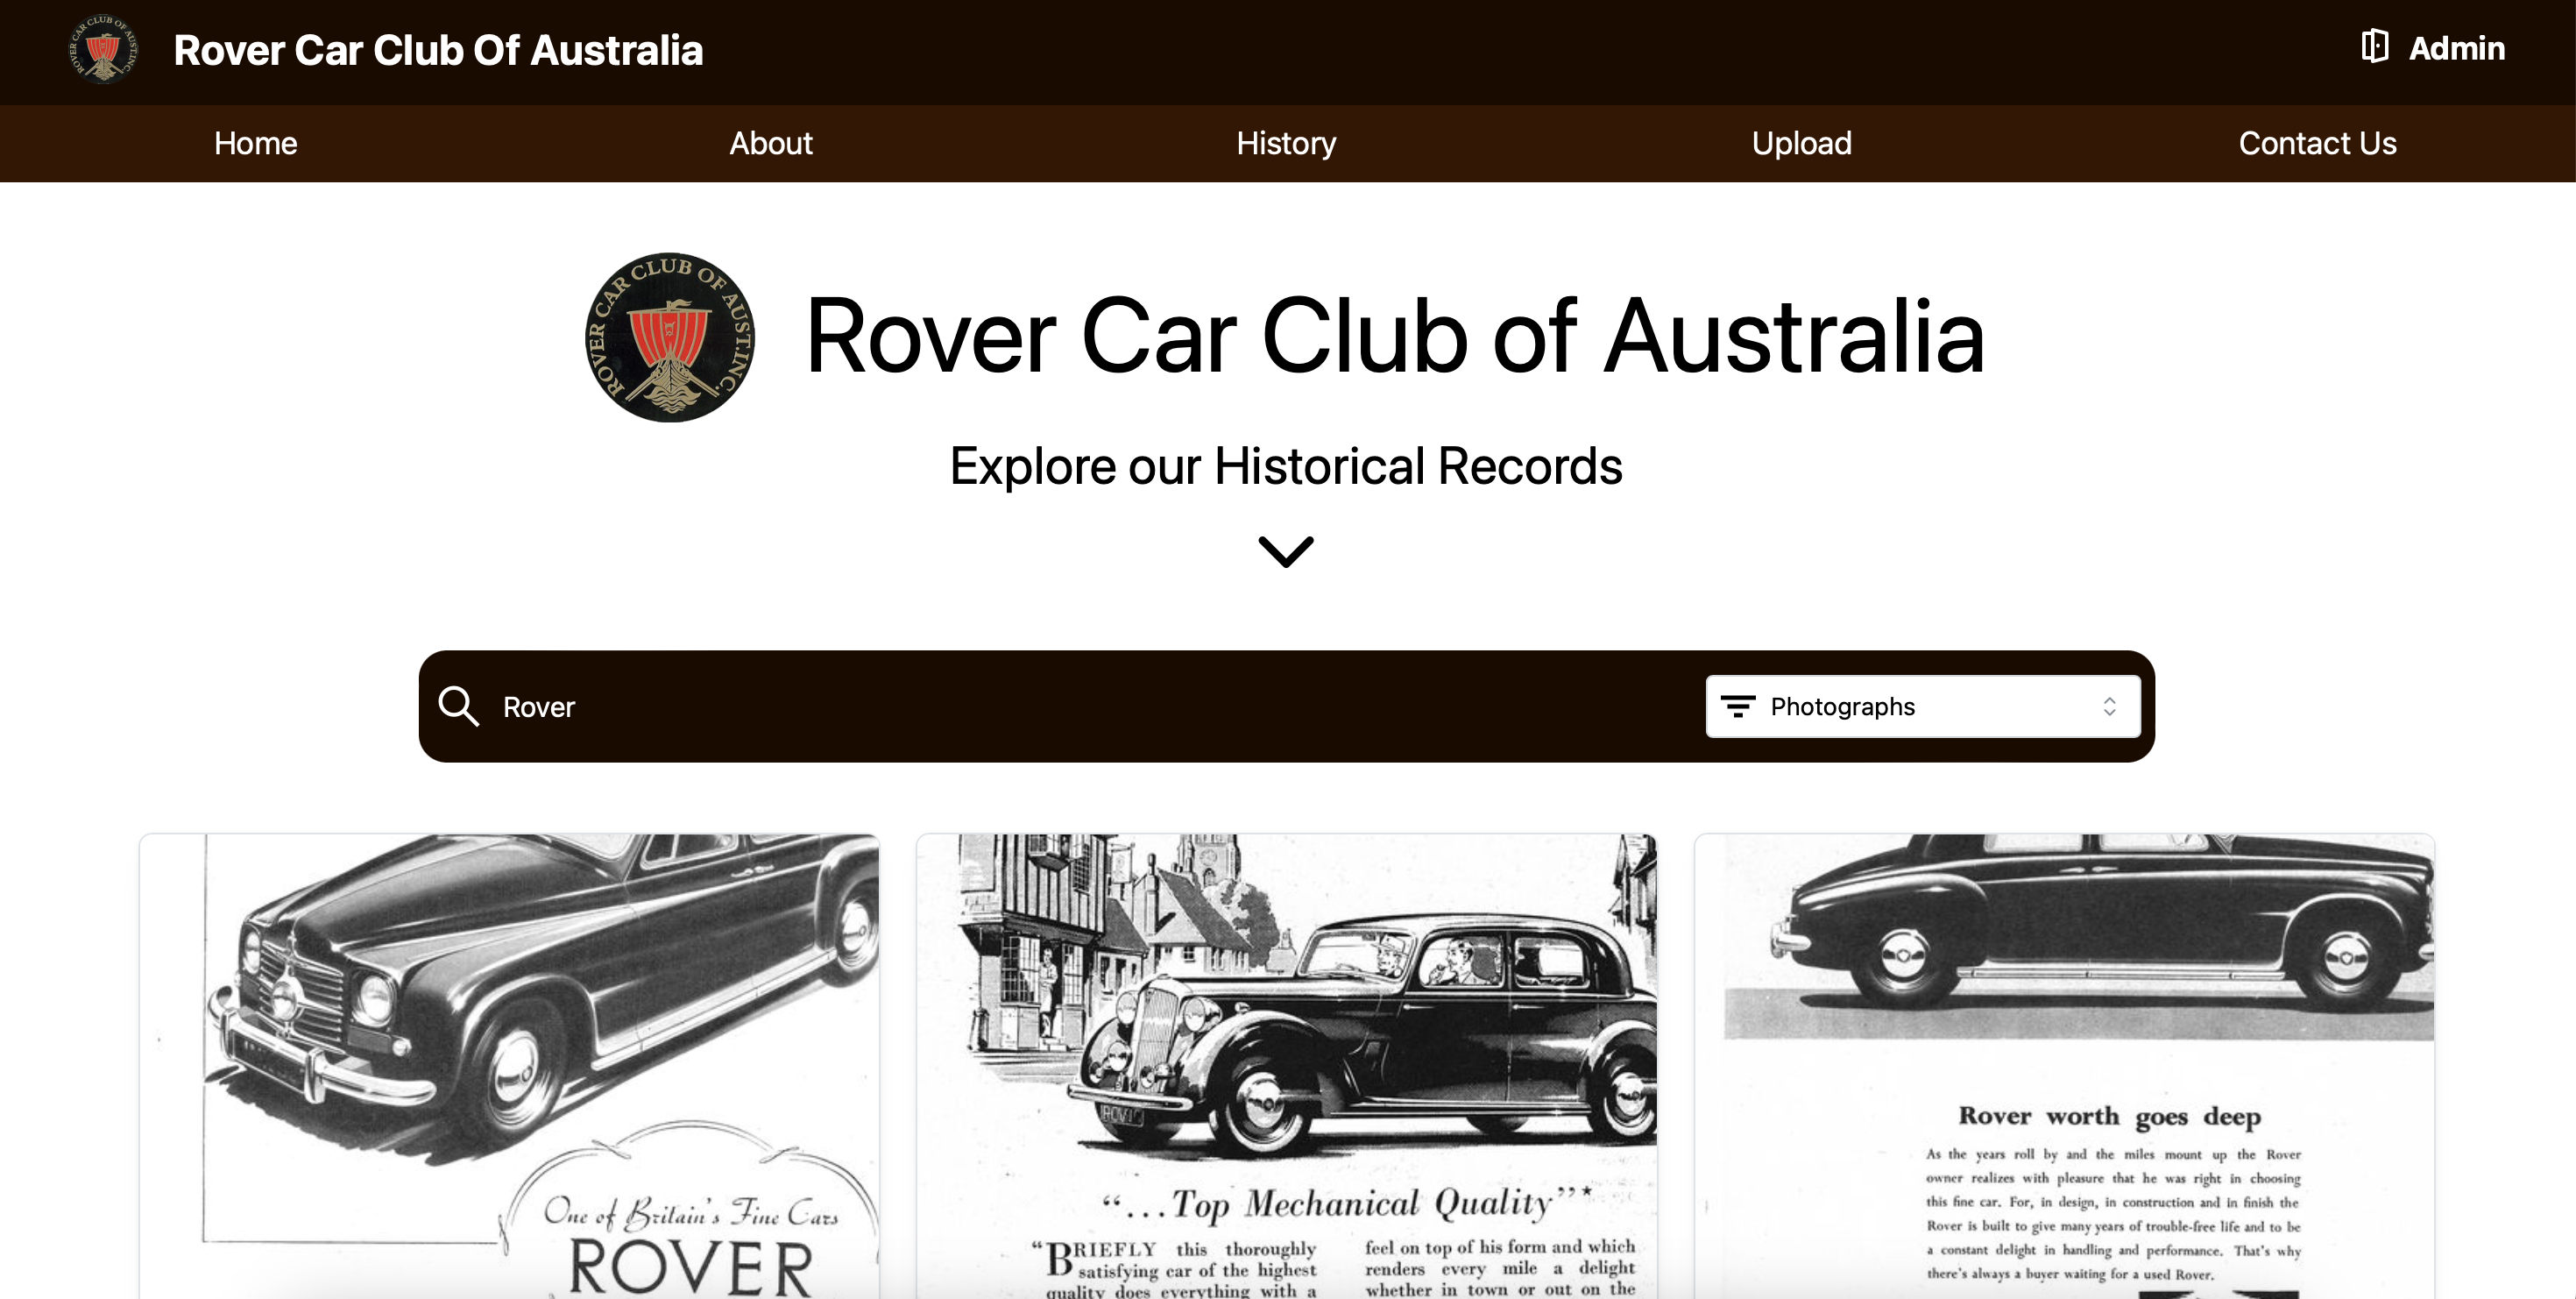 ROVER CAR CLUB OF AUST.INC.
Rover Car Club Of Australia
Admin
Home
About
History
Upload
Contact Us
ROVER CAR CLUB OF AUST.INC.
Rover Car Club of Australia
Explore our Historical Records
Rover
Photographs
One of Britain's Fine Cars
ROVER
“...Top Mechanical Quality”*
“BRIEFLY this thoroughly
satisfying car of the highest
quality does everything with a
feel on top of his form and which
renders every mile a delight
whether in town or out on the
Rover worth goes deep
As the years roll by and the miles mount up the Rover
owner realizes with pleasure that he was right in choosing
this fine car. For, in design, in construction and in finish the
Rover is built to give many years of trouble-free life and to be
a constant delight in handling and performance. That's why
there's always a buyer waiting for a used Rover.